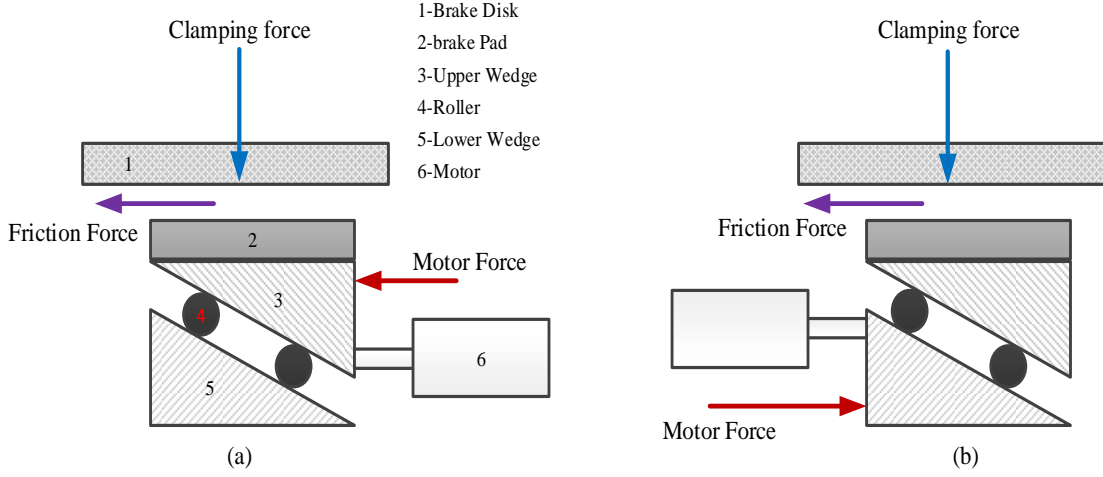 Clamping force
1-Brake Disk
2-brake Pad
3-Upper Wedge
4-Roller
5-Lower Wedge
6-Motor
1
Friction Force
2
Motor Force
3
4
5
6
(a)
Clamping force
Friction Force
Motor Force
(b)